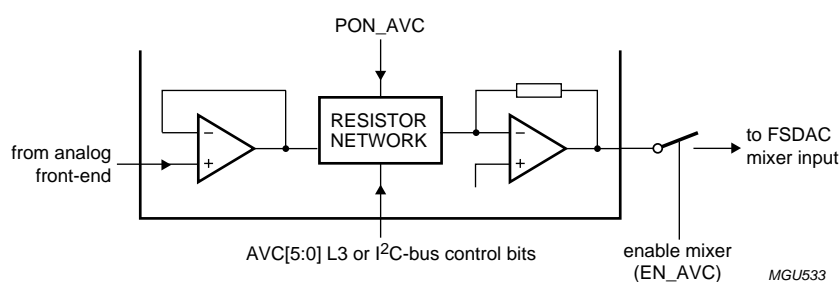 PON_AVC
RESISTOR
NETWORK
−
+
−
+
from analog
front-end
to FSDAC
mixer input
AVC[5:0] L3 or I²C-bus control bits
enable mixer
(EN_AVC)
MGU533